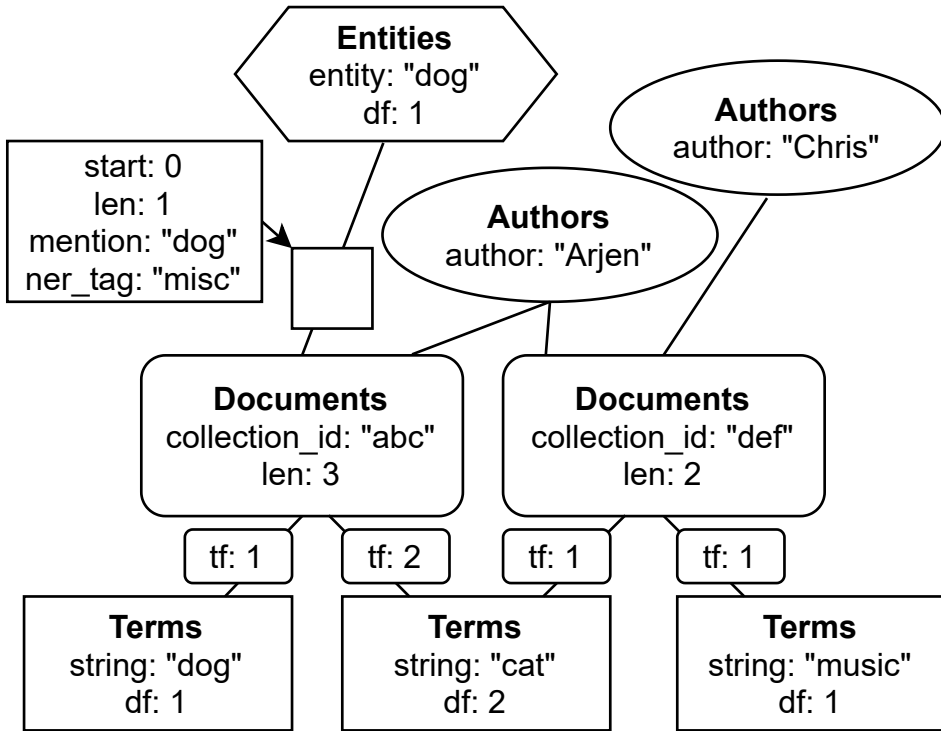 Entities
entity: "dog"
df: 1
Authors
author: "Chris"
start: 0
len: 1
mention: "dog"
ner_tag: "misc"
Authors
author: "Arjen"
Documents
collection_id: "abc"
len: 3
Documents
collection_id: "def"
len: 2
tf: 1
tf: 2
tf: 1
tf: 1
Terms
string: "dog"
df: 1
Terms
string: "cat"
df: 2
Terms
string: "music"
df: 1